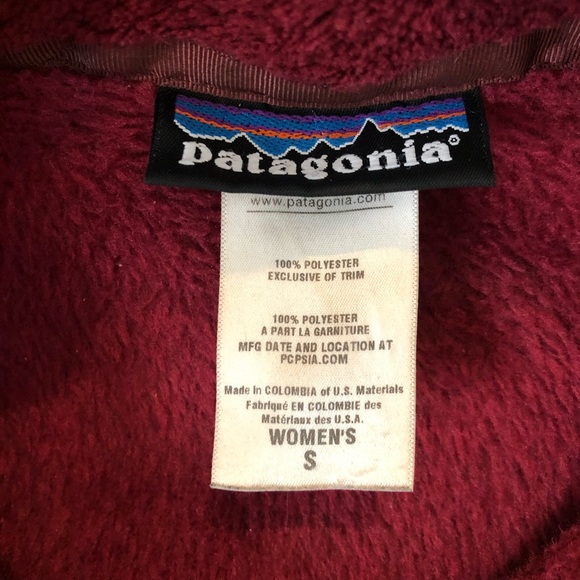 patagonia®
www.patagonia.com
100% POLYESTER
EXCLUSIVE OF TRIM
100% POLYESTER
A PART LA GARNITURE
MFG DATE AND LOCATION AT
PCPSIA.COM
Made in COLOMBIA of U.S. Materials
Fabriqué EN COLOMBIE des
Matériaux des U.S.A.
WOMEN'S
S